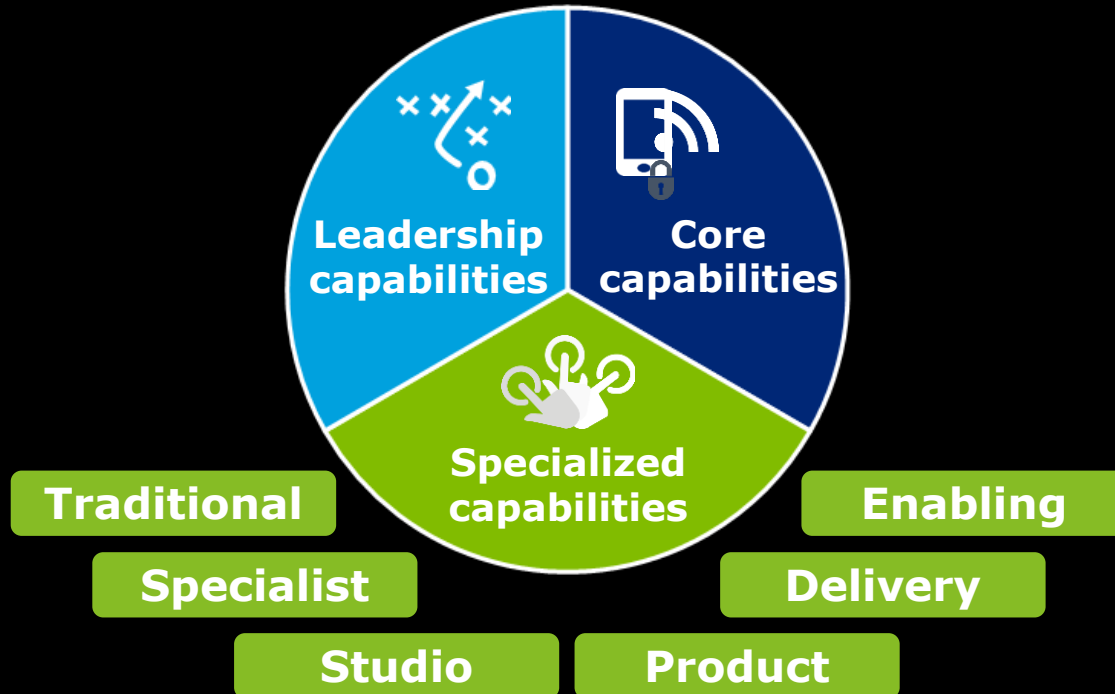 Leadership
capabilities
Core
capabilities
Specialized
capabilities
Traditional
Enabling
Specialist
Delivery
Studio
Product